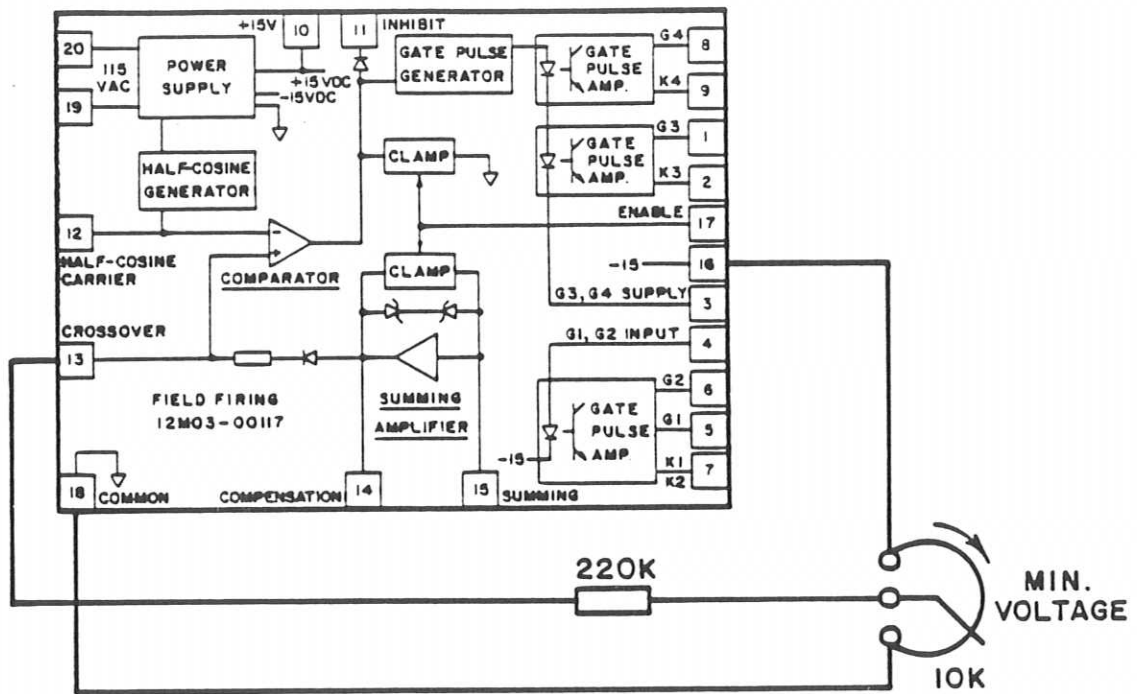 +15V
10
11
INHIBIT
20
115
VAC
19
POWER
SUPPLY
+15VDC
-15VDC
GATE PULSE
GENERATOR
GATE
PULSE
AMP.
G4
8
K4
9
HALF-COSINE
GENERATOR
CLAMP
GATE
PULSE
AMP.
G3
1
K3
2
ENABLE
17
12
HALF-COSINE
CARRIER
-
+
COMPARATOR
CLAMP
-15
16
G3, G4 SUPPLY
3
CROSSOVER
13
G1, G2 INPUT
4
FIELD FIRING
12M03-00117
SUMMING
AMPLIFIER
GATE
PULSE
AMP.
-15
G2
6
G1
5
K1
K2
7
18
COMMON
COMPENSATION
14
15
SUMMING
220K
MIN.
VOLTAGE
10K